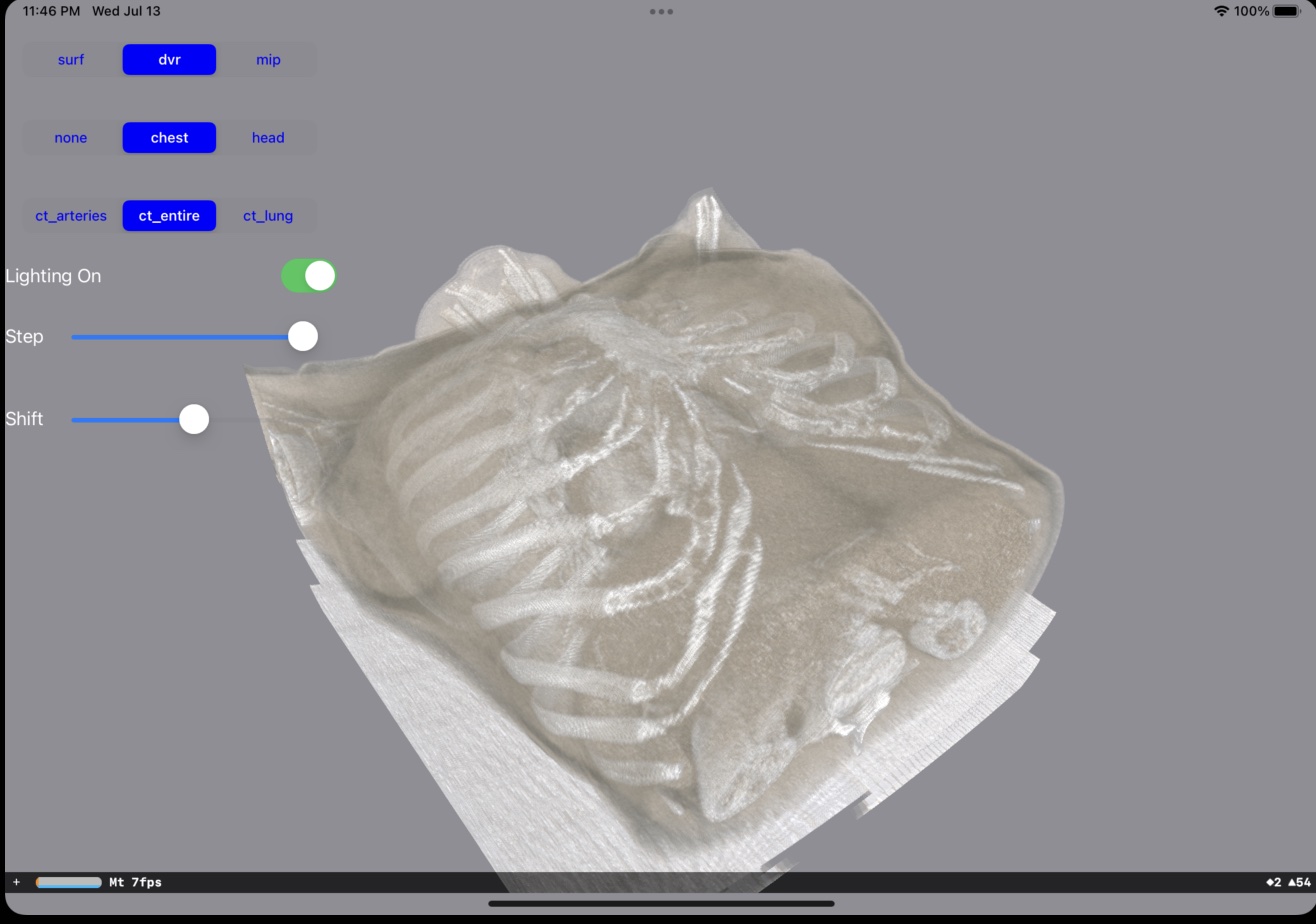 11:46 PM Wed Jul 13
100%
surf dvr mip
none chest head
ct_arteries ct_entire ct_lung
Lighting On
Step
Shift
+ Mt 7fps ◆2 ▲54